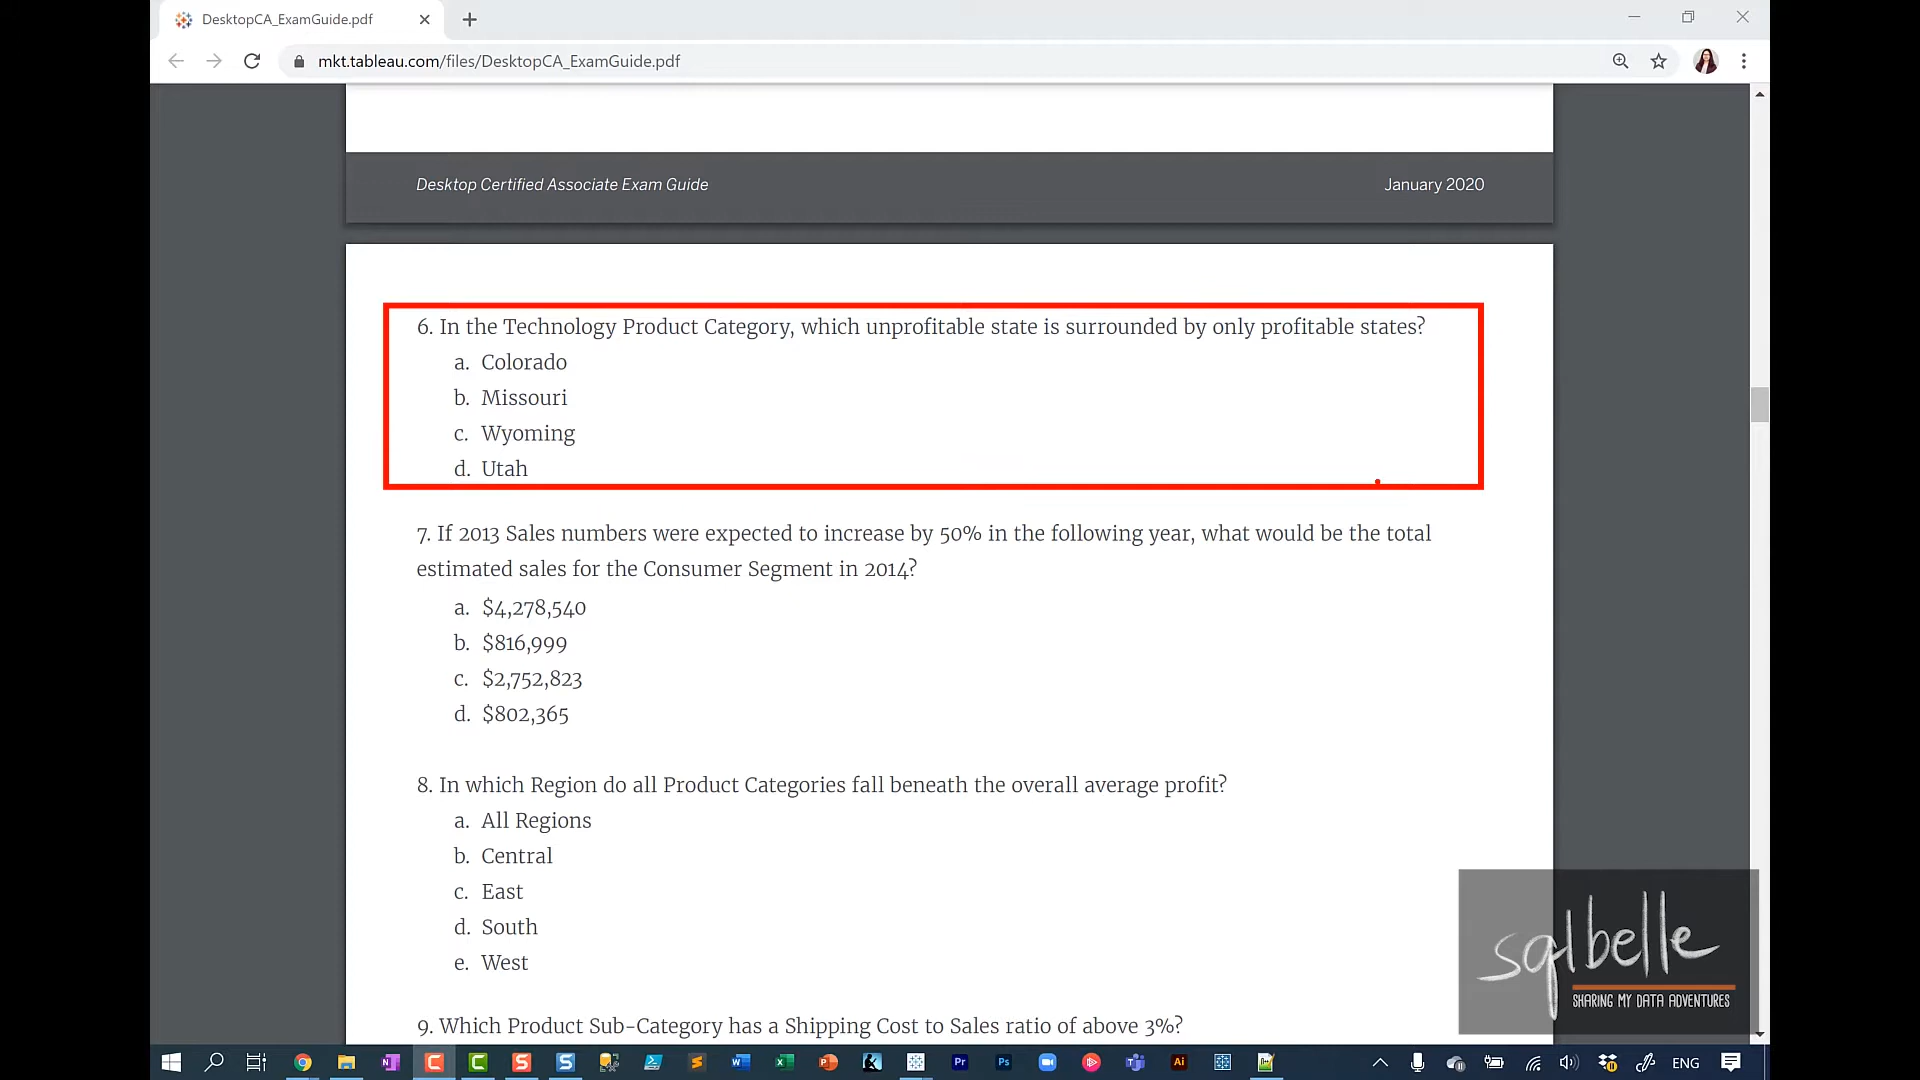 DesktopCA_ExamGuide.pdf
mkt.tableau.com/files/DesktopCA_ExamGuide.pdf
Desktop Certified Associate Exam Guide January 2020
6. In the Technology Product Category, which unprofitable state is surrounded by only profitable states?
a. Colorado
b. Missouri
c. Wyoming
d. Utah
7. If 2013 Sales numbers were expected to increase by 50% in the following year, what would be the total
estimated sales for the Consumer Segment in 2014?
a. $4,278,540
b. $816,999
c. $2,752,823
d. $802,365
8. In which Region do all Product Categories fall beneath the overall average profit?
a. All Regions
b. Central
c. East
d. South
e. West
sqlbelle
SHARING MY DATA ADVENTURES
9. Which Product Sub-Category has a Shipping Cost to Sales ratio of above 3%?
ENG